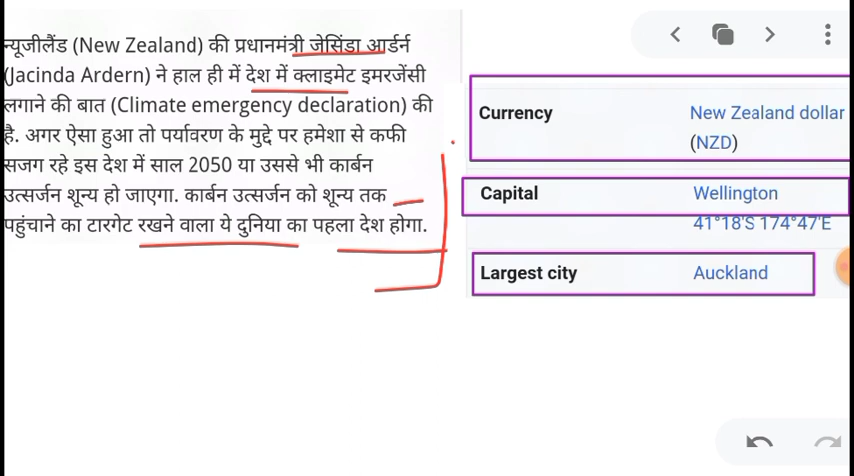 न्यूजीलैंड (New Zealand) की प्रधानमंत्री जेसिंडा आर्डर्न
(Jacinda Ardern) ने हाल ही में देश में क्लाइमेट इमरजेंसी
लगाने की बात (Climate emergency declaration) की
है. अगर ऐसा हुआ तो पर्यावरण के मुद्दे पर हमेशा से कफी
सजग रहे इस देश में साल 2050 या उससे भी कार्बन
उत्सर्जन शून्य हो जाएगा. कार्बन उत्सर्जन को शून्य तक
पहुंचाने का टारगेट रखने वाला ये दुनिया का पहला देश होगा.
Currency New Zealand dollar
(NZD)
Capital Wellington
41°18'S 174°47'E
Largest city Auckland